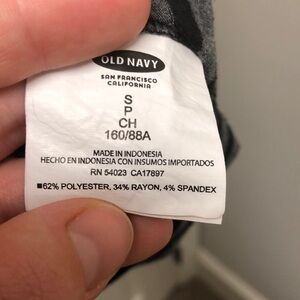 OLD NAVY
SAN FRANCISCO
CALIFORNIA
S
P
CH
160/88A
MADE IN INDONESIA
HECHO EN INDONESIA CON INSUMOS IMPORTADOS
RN 54023 CA17897
■62% POLYESTER, 34% RAYON, 4% SPANDEX